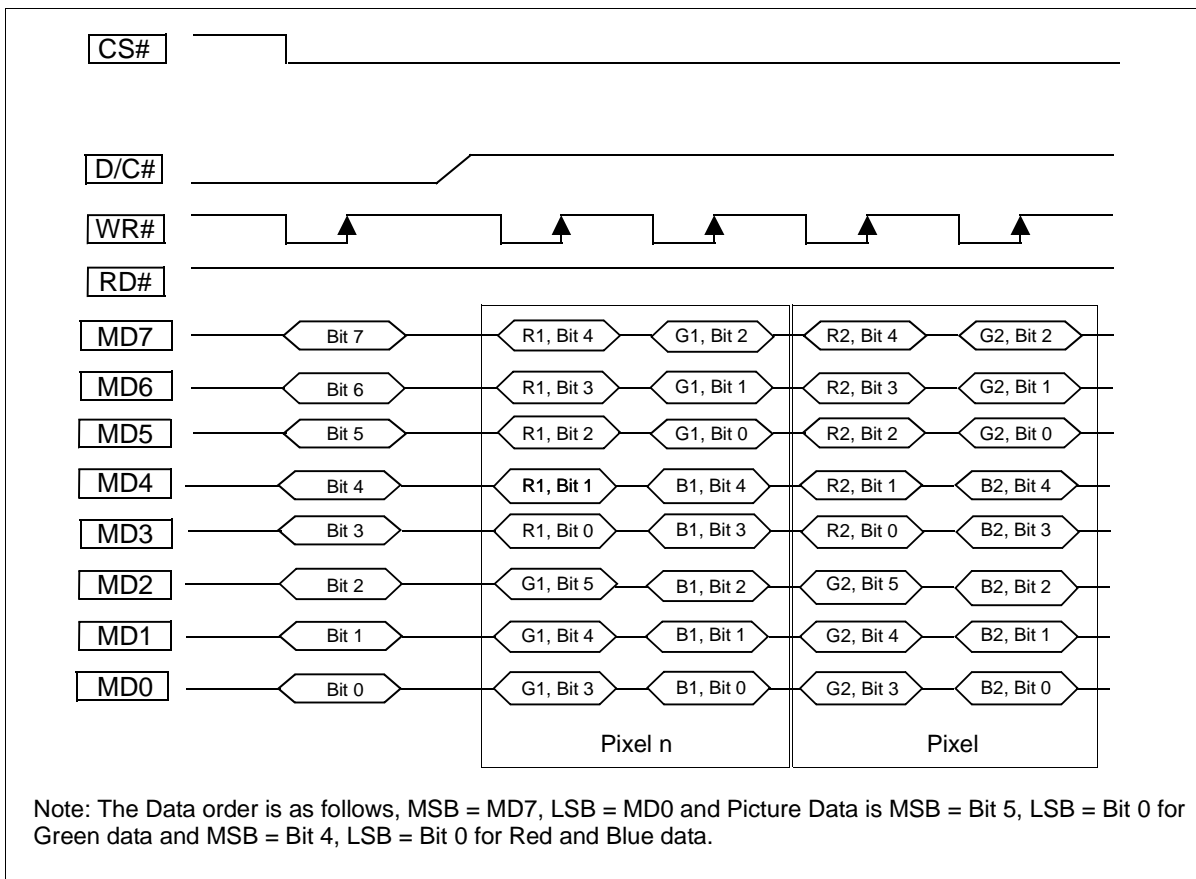 CS#
D/C#
WR#
RD#
MD7 Bit 7 R1, Bit 4 G1, Bit 2 R2, Bit 4 G2, Bit 2
MD6 Bit 6 R1, Bit 3 G1, Bit 1 R2, Bit 3 G2, Bit 1
MD5 Bit 5 R1, Bit 2 G1, Bit 0 R2, Bit 2 G2, Bit 0
MD4 Bit 4 R1, Bit 1 B1, Bit 4 R2, Bit 1 B2, Bit 4
MD3 Bit 3 R1, Bit 0 B1, Bit 3 R2, Bit 0 B2, Bit 3
MD2 Bit 2 G1, Bit 5 B1, Bit 2 G2, Bit 5 B2, Bit 2
MD1 Bit 1 G1, Bit 4 B1, Bit 1 G2, Bit 4 B2, Bit 1
MD0 Bit 0 G1, Bit 3 B1, Bit 0 G2, Bit 3 B2, Bit 0
Pixel n Pixel
Note: The Data order is as follows, MSB = MD7, LSB = MD0 and Picture Data is MSB = Bit 5, LSB = Bit 0 for
Green data and MSB = Bit 4, LSB = Bit 0 for Red and Blue data.